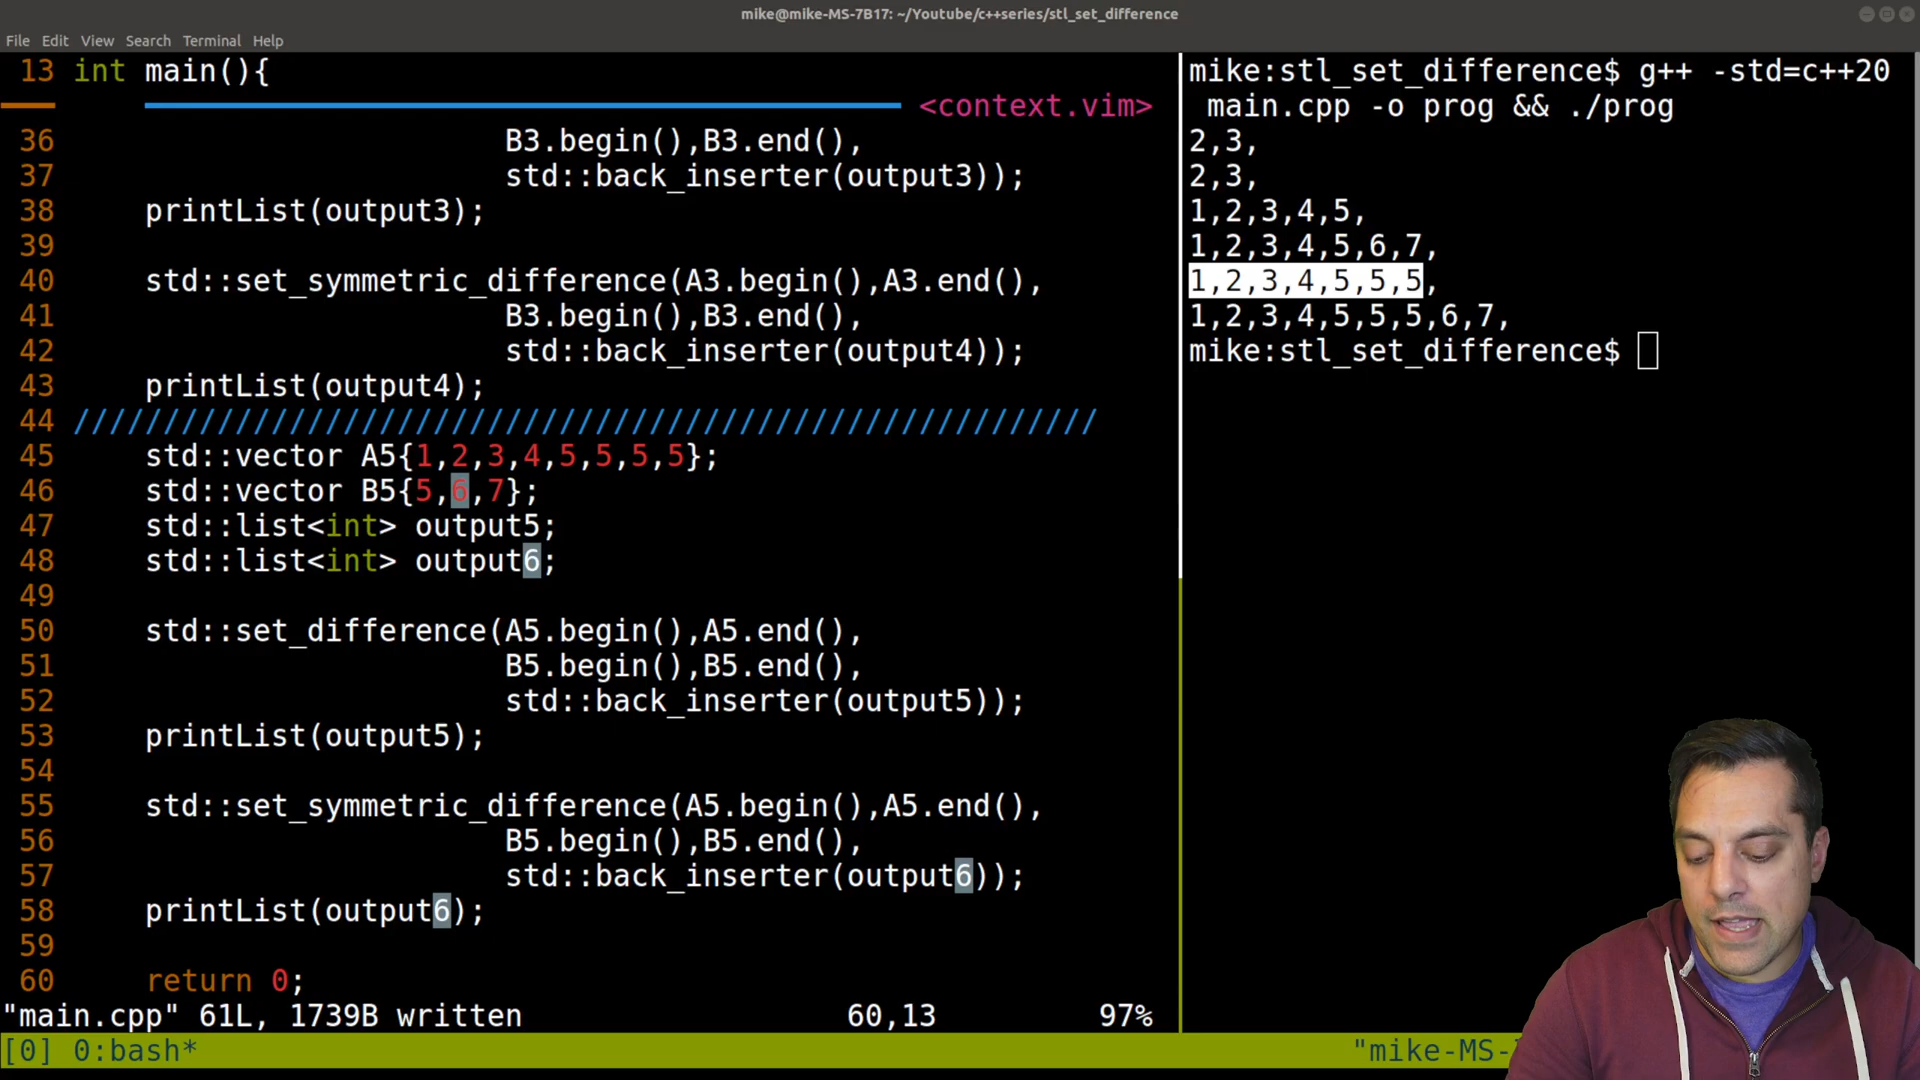 mike@mike-MS-7B17: ~/Youtube/c++series/stl_set_difference
File Edit View Search Terminal Help
13 int main(){
<context.vim>
36 B3.begin(),B3.end(),
37 std::back_inserter(output3));
38 printList(output3);
39
40 std::set_symmetric_difference(A3.begin(),A3.end(),
41 B3.begin(),B3.end(),
42 std::back_inserter(output4));
43 printList(output4);
44 /////////////////////////////////////////////////////////
45 std::vector A5{1,2,3,4,5,5,5,5};
46 std::vector B5{5,6,7};
47 std::list<int> output5;
48 std::list<int> output6;
49
50 std::set_difference(A5.begin(),A5.end(),
51 B5.begin(),B5.end(),
52 std::back_inserter(output5));
53 printList(output5);
54
55 std::set_symmetric_difference(A5.begin(),A5.end(),
56 B5.begin(),B5.end(),
57 std::back_inserter(output6));
58 printList(output6);
59
60 return 0;
"main.cpp" 61L, 1739B written 60,13 97%
mike:stl_set_difference$ g++ -std=c++20
main.cpp -o prog && ./prog
2,3,
2,3,
1,2,3,4,5,
1,2,3,4,5,6,7,
1,2,3,4,5,5,5,
1,2,3,4,5,5,5,6,7,
mike:stl_set_difference$
[0] 0:bash* "mike-MS-